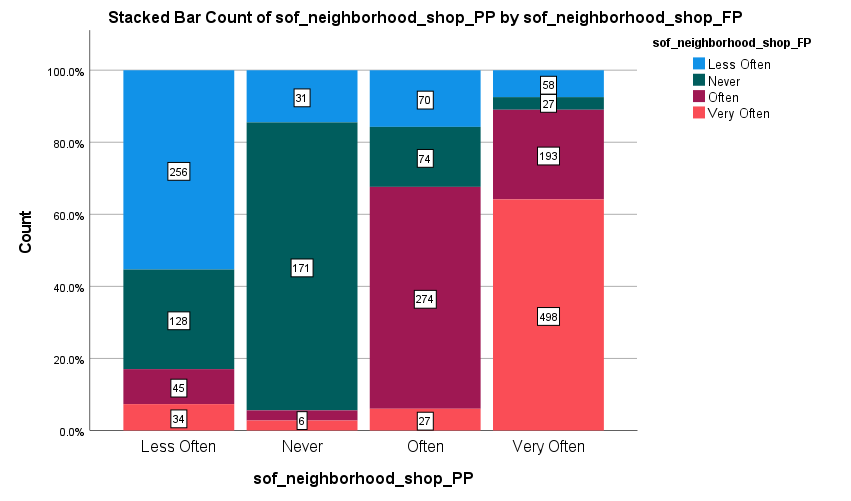 Stacked Bar Count of sof_neighborhood_shop_PP by sof_neighborhood_shop_FP
sof_neighborhood_shop_FP
Less Often
Never
Often
Very Often
Count
100.0%
80.0%
60.0%
40.0%
20.0%
0.0%
256
128
45
34
31
171
6
70
74
274
27
58
27
193
498
Less Often
Never
Often
Very Often
sof_neighborhood_shop_PP